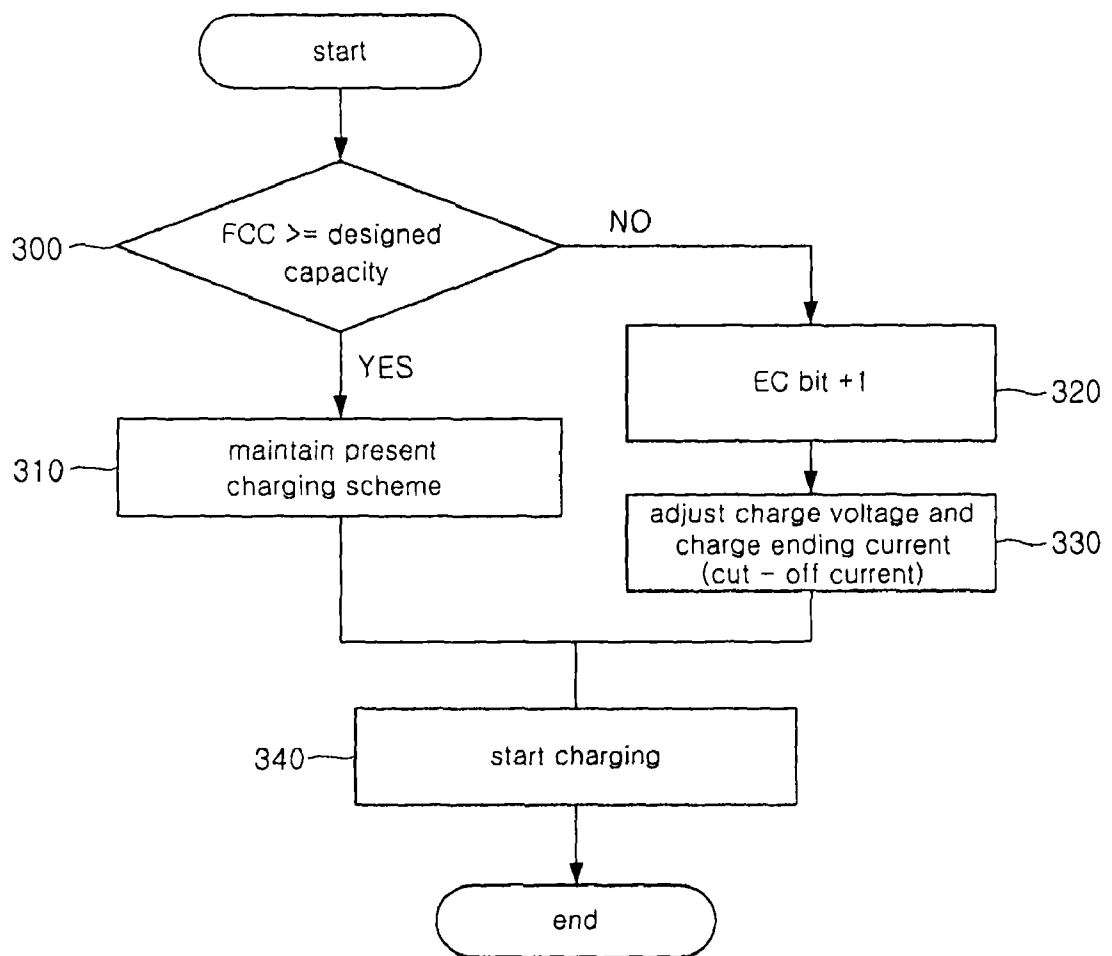 start
300
FCC >= designed
capacity
NO
YES
310
maintain present
charging scheme
EC bit +1
320
adjust charge voltage and
charge ending current
(cut - off current)
330
340
start charging
end